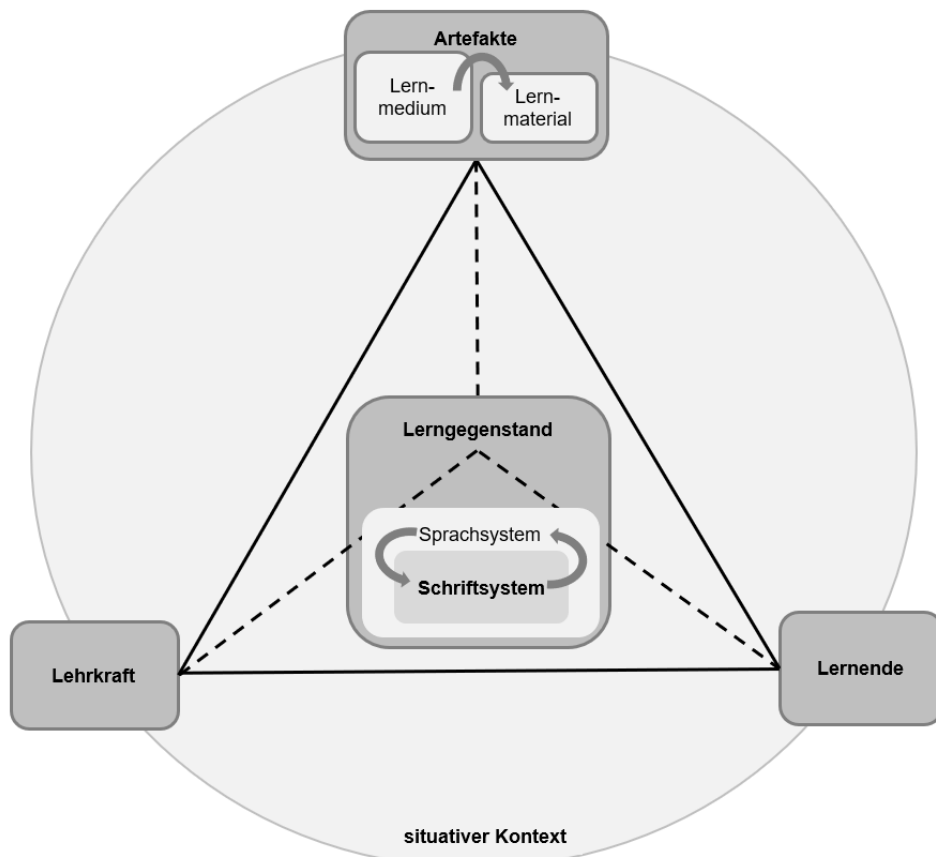 Artefakte
Lern-
medium
Lern-
material
Lerngegenstand
Sprachsystem
Schriftsystem
Lehrkraft
Lernende
situativer Kontext